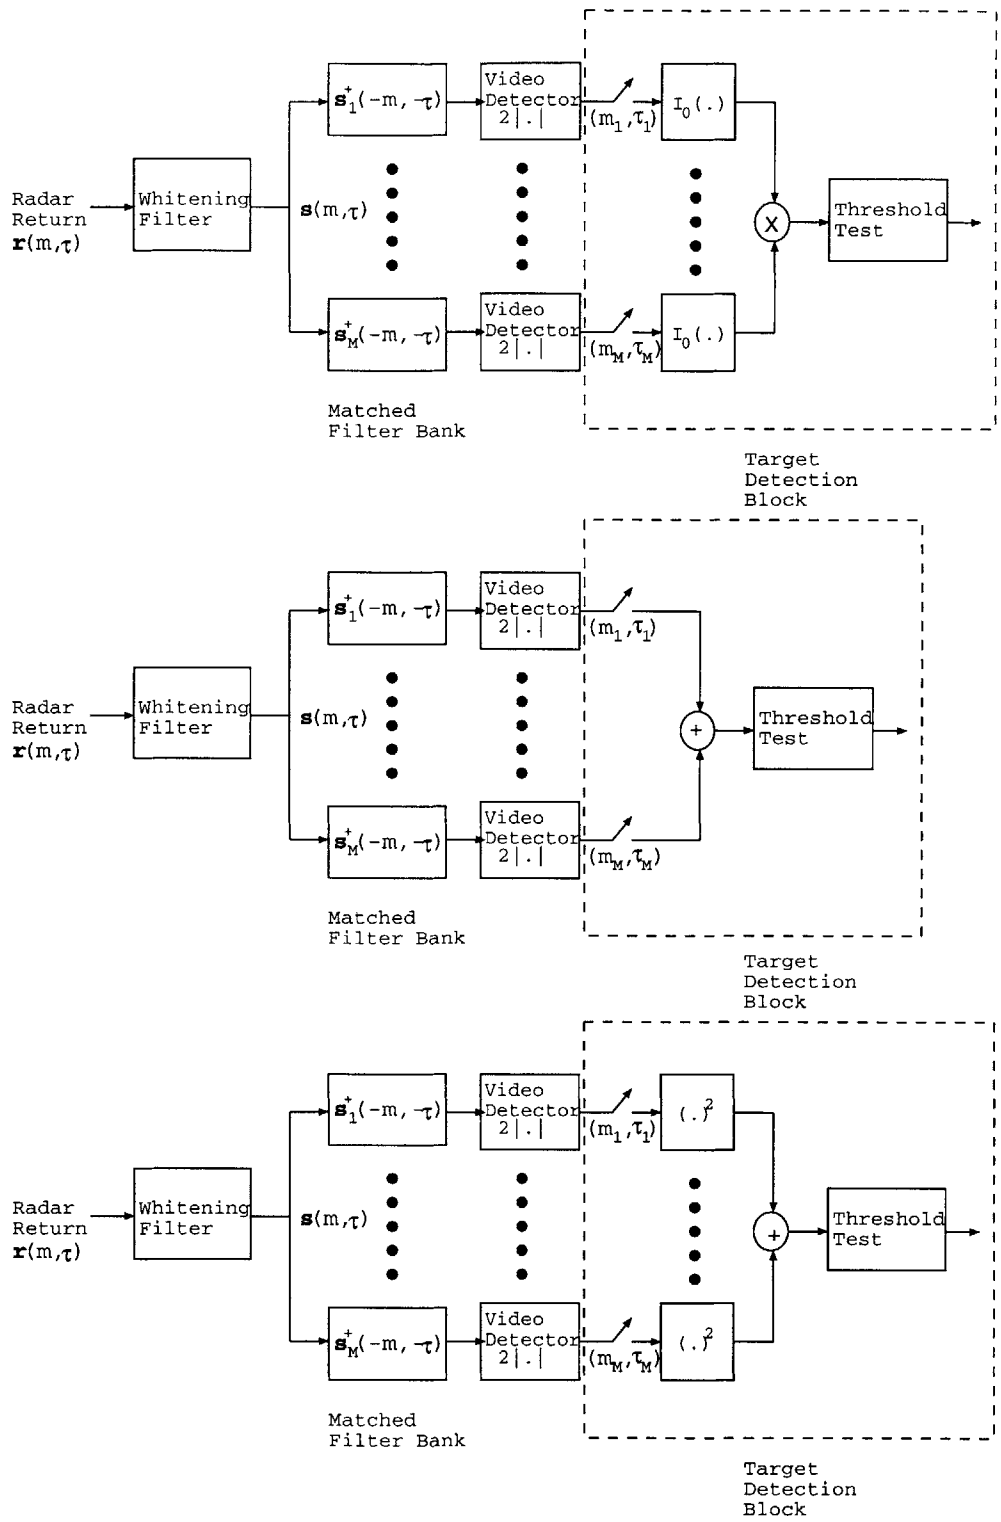 Radar
Return
r(m,τ)
Whitening
Filter
s(m,τ)
s₁⁺(-m, -τ)
Video
Detector
2|.|
(m₁,τ₁)
I₀(.)
s_M⁺(-m, -τ)
Video
Detector
2|.|
(m_M,τ_M)
I₀(.)
X
Threshold
Test
Matched
Filter Bank
Target
Detection
Block
Radar
Return
r(m,τ)
Whitening
Filter
s(m,τ)
s₁⁺(-m, -τ)
Video
Detector
2|.|
(m₁,τ₁)
s_M⁺(-m, -τ)
Video
Detector
2|.|
(m_M,τ_M)
+
Threshold
Test
Matched
Filter Bank
Target
Detection
Block
Radar
Return
r(m,τ)
Whitening
Filter
s(m,τ)
s₁⁺(-m, -τ)
Video
Detector
2|.|
(m₁,τ₁)
(.)²
s_M⁺(-m, -τ)
Video
Detector
2|.|
(m_M,τ_M)
(.)²
+
Threshold
Test
Matched
Filter Bank
Target
Detection
Block